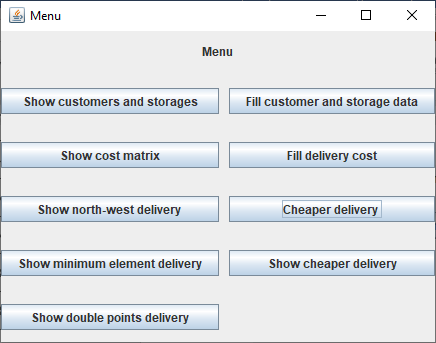 Menu
Menu
Show customers and storages
Fill customer and storage data
Show cost matrix
Fill delivery cost
Show north-west delivery
Cheaper delivery
Show minimum element delivery
Show cheaper delivery
Show double points delivery